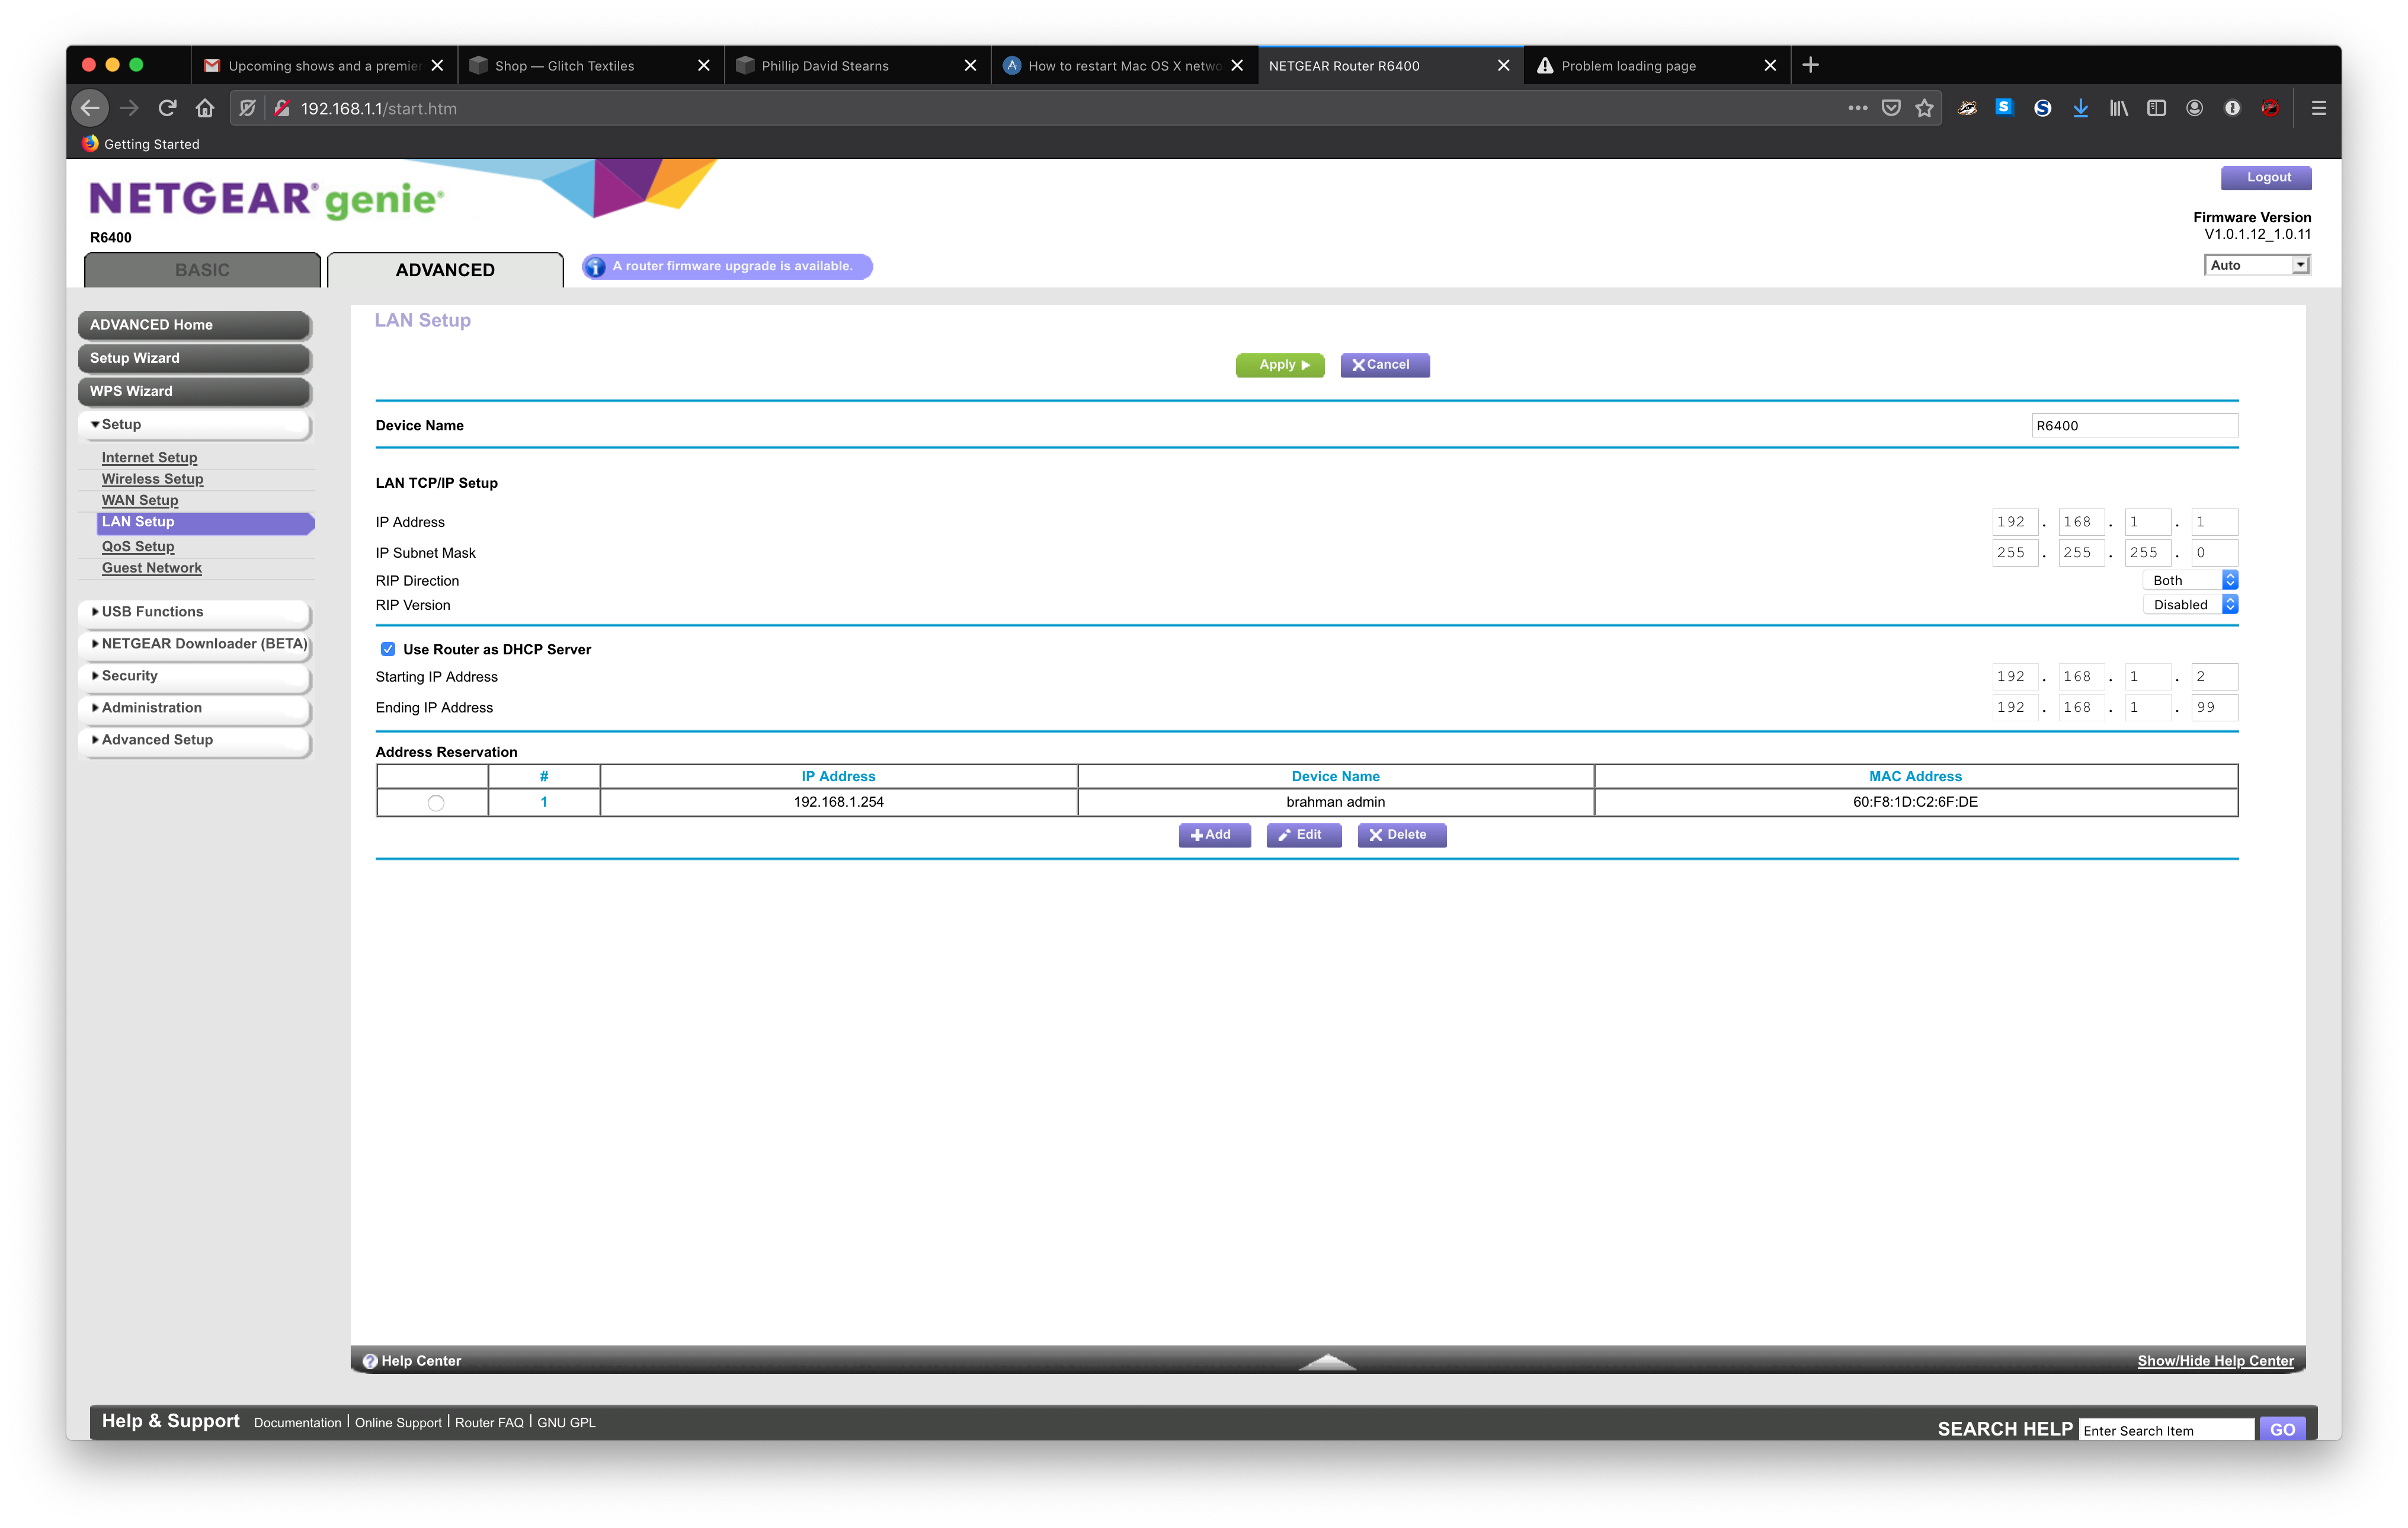 Upcoming shows and a premie
Shop — Glitch Textiles
Phillip David Stearns
How to restart Mac OS X netwo
NETGEAR Router R6400
Problem loading page
192.168.1.1/start.htm
Getting Started
NETGEAR® genie®
Logout
R6400
Firmware Version
V1.0.1.12_1.0.11
BASIC
ADVANCED
A router firmware upgrade is available.
Auto
ADVANCED Home
Setup Wizard
WPS Wizard
Setup
Internet Setup
Wireless Setup
WAN Setup
LAN Setup
QoS Setup
Guest Network
USB Functions
NETGEAR Downloader (BETA)
Security
Administration
Advanced Setup
LAN Setup
Apply
Cancel
Device Name R6400
LAN TCP/IP Setup
IP Address 192 . 168 . 1 . 1
IP Subnet Mask 255 . 255 . 255 . 0
RIP Direction Both
RIP Version Disabled
Use Router as DHCP Server
Starting IP Address 192 . 168 . 1 . 2
Ending IP Address 192 . 168 . 1 . 99
Address Reservation
# IP Address Device Name MAC Address
1 192.168.1.254 brahman admin 60:F8:1D:C2:6F:DE
Add Edit Delete
Help Center
Show/Hide Help Center
Help & Support Documentation | Online Support | Router FAQ | GNU GPL
SEARCH HELP Enter Search Item GO